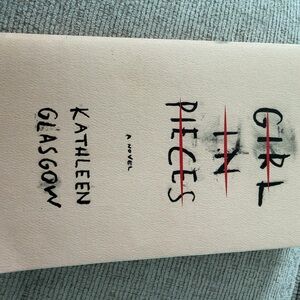 GIRL
IN
PIECES
A NOVEL
KATHLEEN
GLASGOW